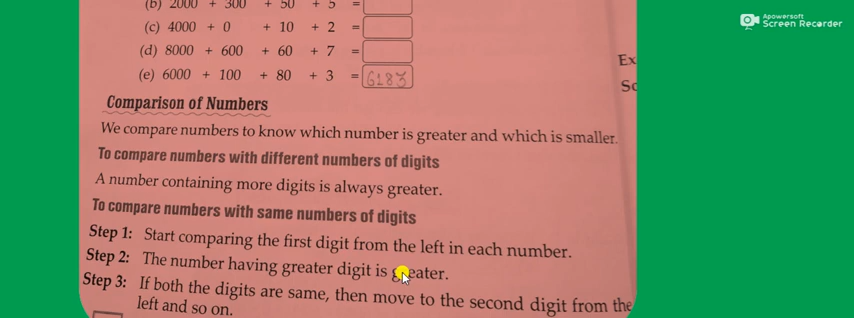 (b) 2000 + 300 + 50 + 5 =
(c) 4000 + 0 + 10 + 2 =
(d) 8000 + 600 + 60 + 7 =
(e) 6000 + 100 + 80 + 3 = 6183
Comparison of Numbers
We compare numbers to know which number is greater and which is smaller.
To compare numbers with different numbers of digits
A number containing more digits is always greater.
To compare numbers with same numbers of digits
Step 1: Start comparing the first digit from the left in each number.
Step 2: The number having greater digit is greater.
Step 3: If both the digits are same, then move to the second digit from the
left and so on.
Ex
So
Apowersoft
Screen Recorder